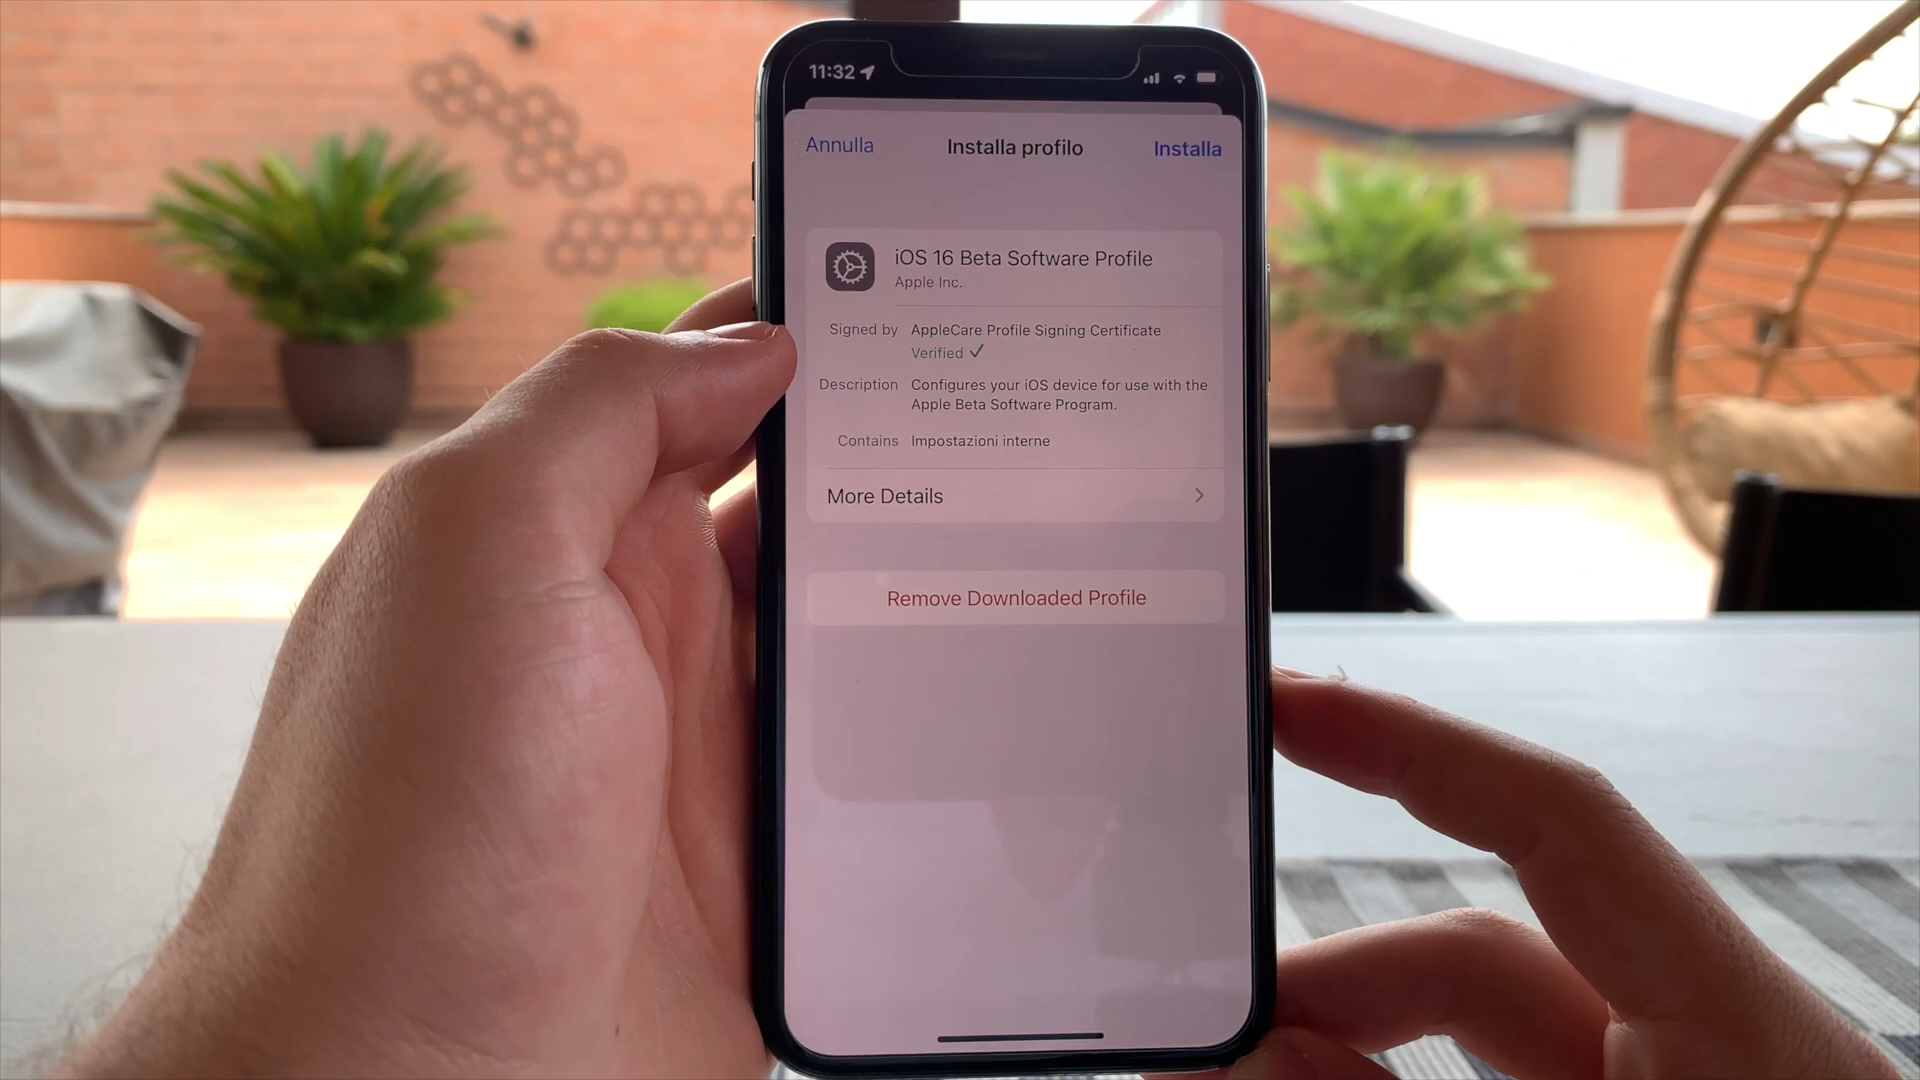 11:32
Annulla Installa profilo Installa
iOS 16 Beta Software Profile
Apple Inc.
Signed by AppleCare Profile Signing Certificate
Verified ✓
Description Configures your iOS device for use with the
Apple Beta Software Program.
Contains Impostazioni interne
More Details
Remove Downloaded Profile